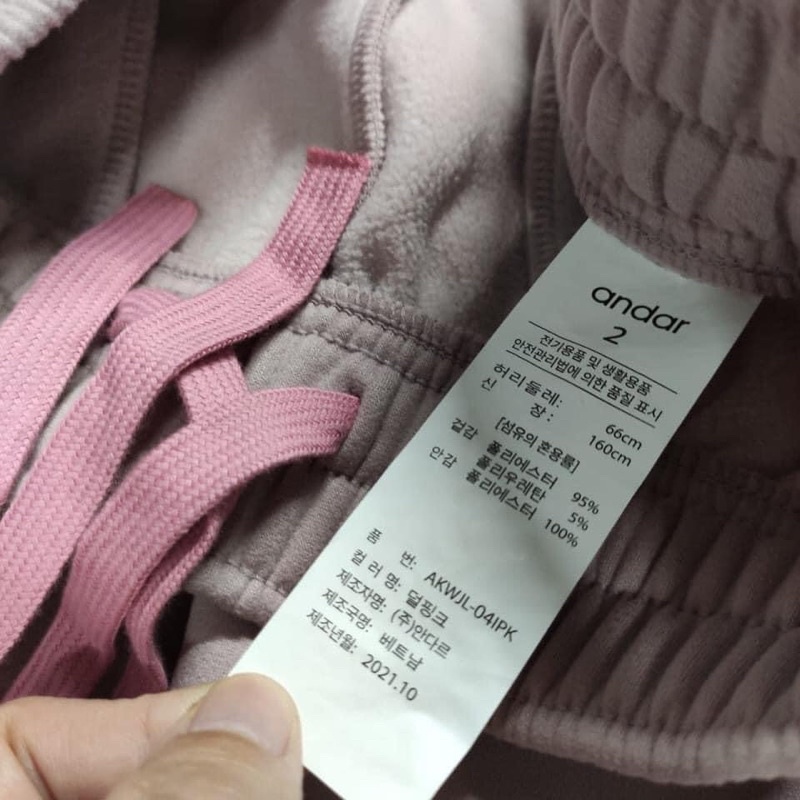 andar
2
전기용품 및 생활용품
안전관리법에 의한 품질 표시
허리둘레: 66cm
신 장: 160cm
[섬유의 혼용률]
겉감 폴리에스터 95%
폴리우레탄 5%
안감 폴리에스터 100%
품 번: AKWJL-04IPK
컬 러 명: 덜핑크
제조자명: (주)안다르
제조국명: 베트남
제조년월: 2021.10